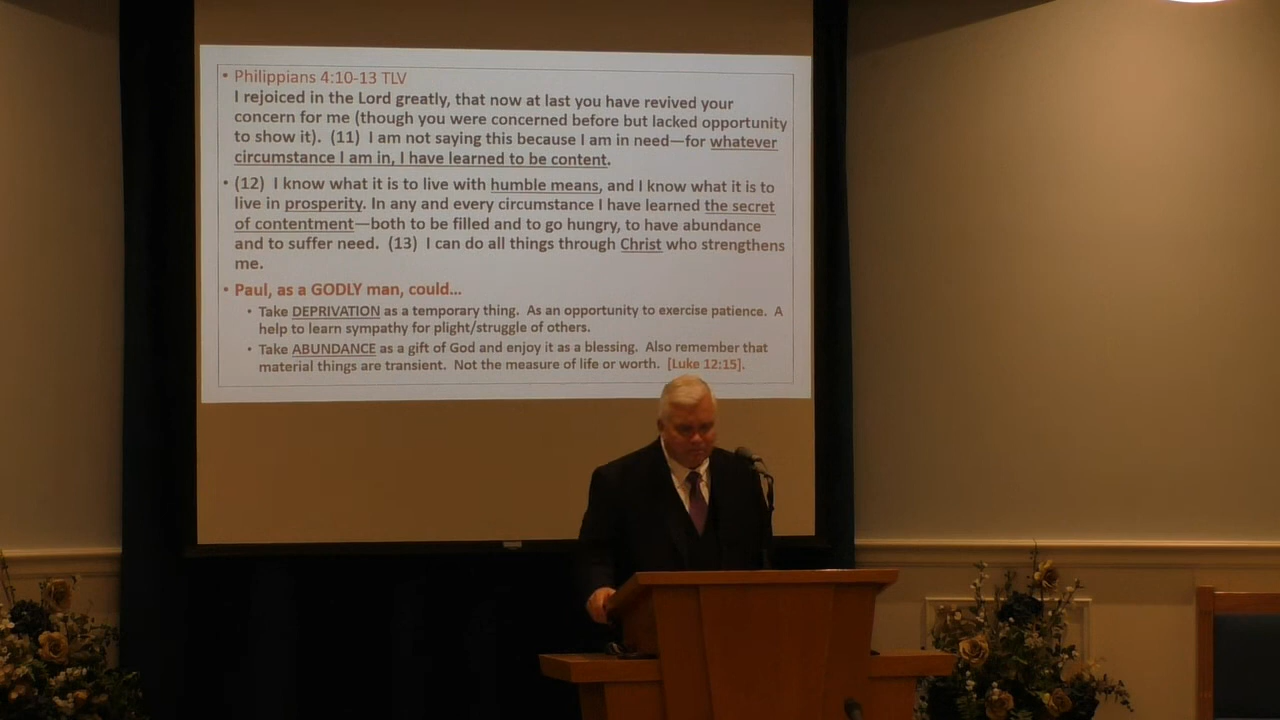 • Philippians 4:10-13 TLV
I rejoiced in the Lord greatly, that now at last you have revived your
concern for me (though you were concerned before but lacked opportunity
to show it). (11) I am not saying this because I am in need—for whatever
circumstance I am in, I have learned to be content.
• (12) I know what it is to live with humble means, and I know what it is to
live in prosperity. In any and every circumstance I have learned the secret
of contentment—both to be filled and to go hungry, to have abundance
and to suffer need. (13) I can do all things through Christ who strengthens
me.
• Paul, as a GODLY man, could…
• Take DEPRIVATION as a temporary thing. As an opportunity to exercise patience. A
help to learn sympathy for plight/struggle of others.
• Take ABUNDANCE as a gift of God and enjoy it as a blessing. Also remember that
material things are transient. Not the measure of life or worth. [Luke 12:15].